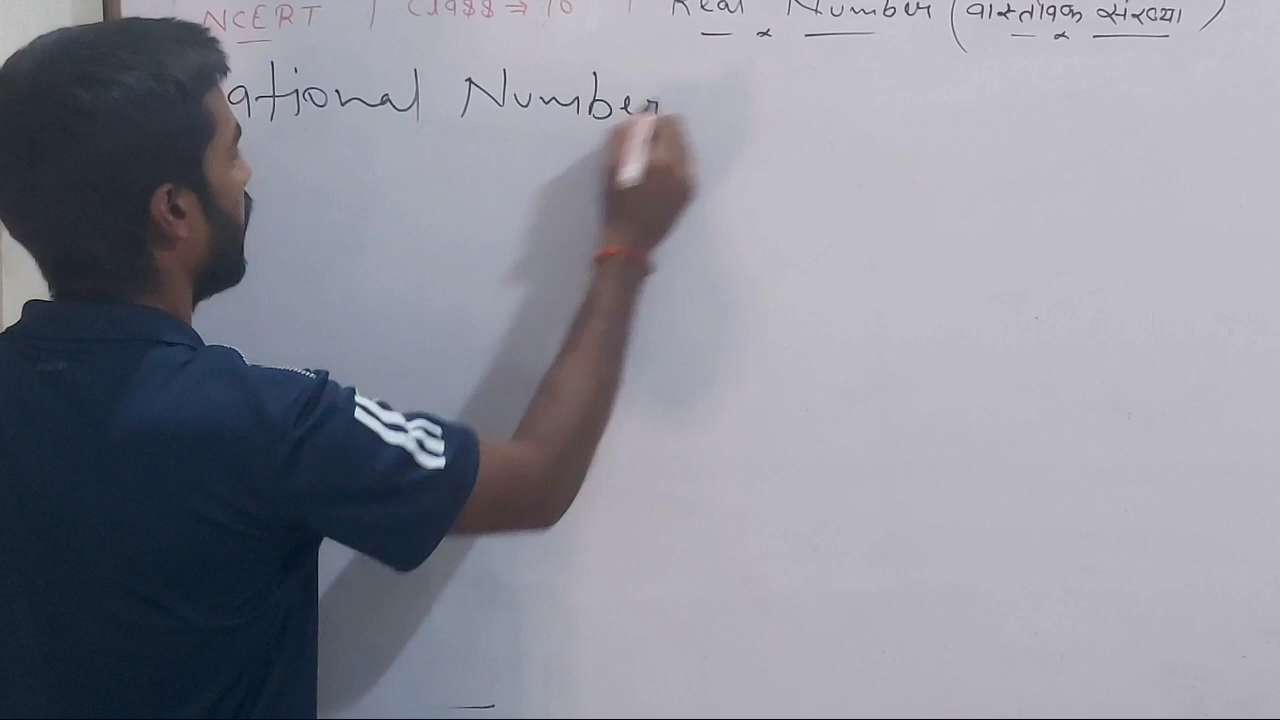 NCERT | Class ⇒ 10 | Real Number (वास्तविक संख्या)
ational Number